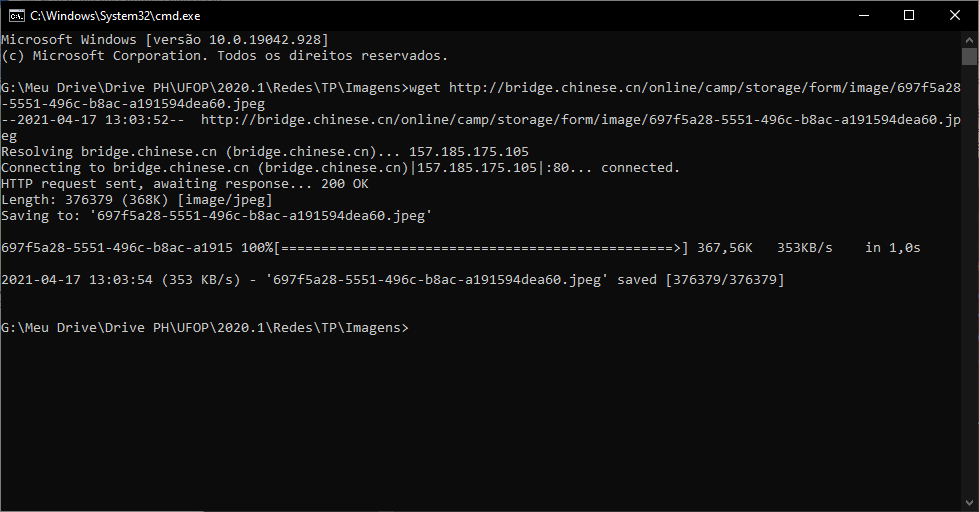 C:\Windows\System32\cmd.exe
Microsoft Windows [versão 10.0.19042.928]
(c) Microsoft Corporation. Todos os direitos reservados.
G:\Meu Drive\Drive PH\UFOP\2020.1\Redes\TP\Imagens>wget http://bridge.chinese.cn/online/camp/storage/form/image/697f5a28
-5551-496c-b8ac-a191594dea60.jpeg
--2021-04-17 13:03:52--  http://bridge.chinese.cn/online/camp/storage/form/image/697f5a28-5551-496c-b8ac-a191594dea60.jp
eg
Resolving bridge.chinese.cn (bridge.chinese.cn)... 157.185.175.105
Connecting to bridge.chinese.cn (bridge.chinese.cn)|157.185.175.105|:80... connected.
HTTP request sent, awaiting response... 200 OK
Length: 376379 (368K) [image/jpeg]
Saving to: '697f5a28-5551-496c-b8ac-a191594dea60.jpeg'
697f5a28-5551-496c-b8ac-a1915 100%[=================================================>] 367,56K   353KB/s    in 1,0s
2021-04-17 13:03:54 (353 KB/s) - '697f5a28-5551-496c-b8ac-a191594dea60.jpeg' saved [376379/376379]
G:\Meu Drive\Drive PH\UFOP\2020.1\Redes\TP\Imagens>